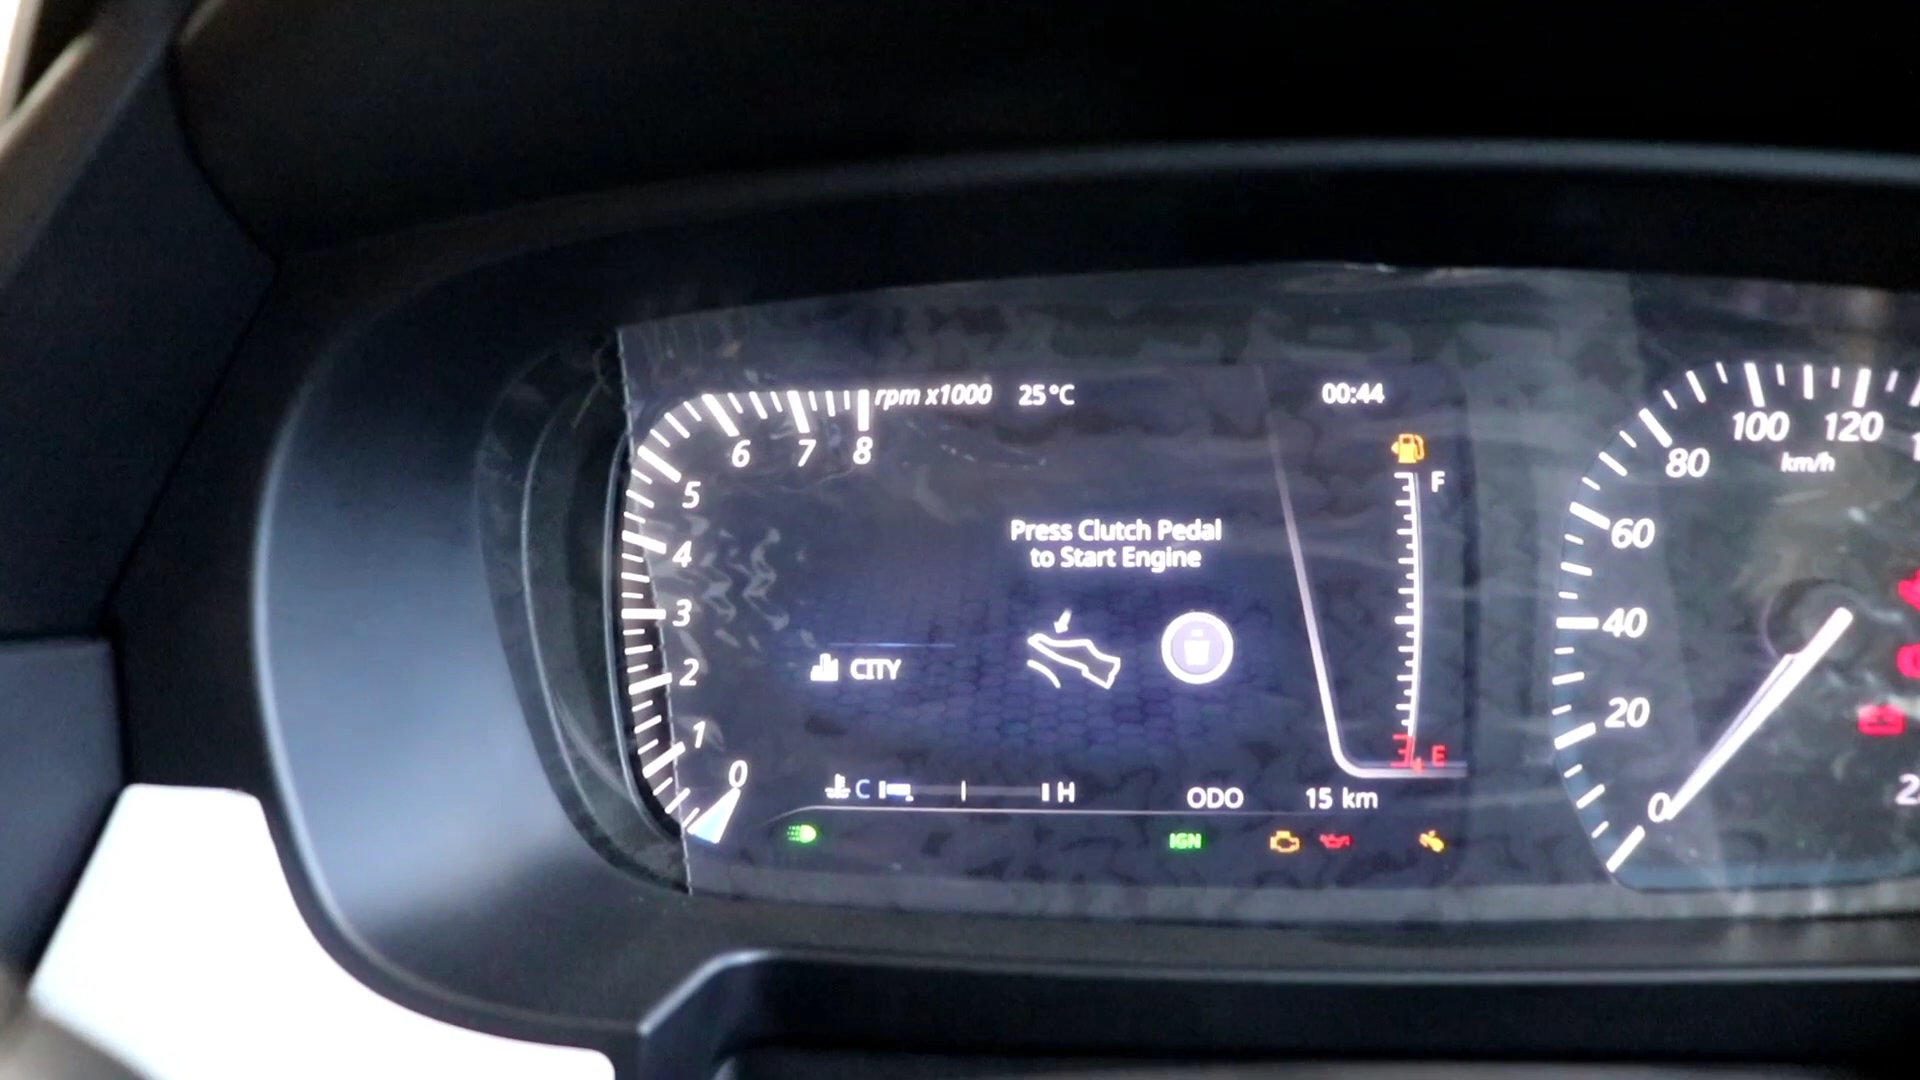 rpm x1000 25°C 00:44
6 7 8
5
4
3
2
1
0
F
Press Clutch Pedal
to Start Engine
CITY
E
C H
ODO 15 km
IGN
0
20
40
60
80
100
120
km/h